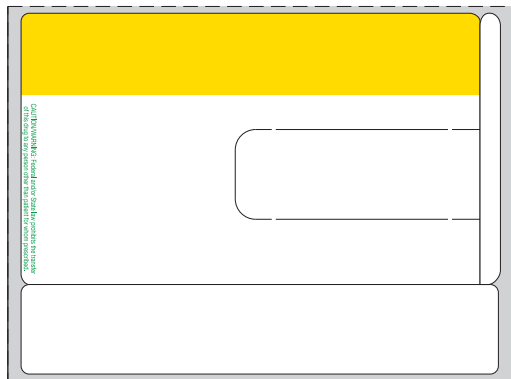 CAUTION/WARNING: Federal and/or State law prohibits the transfer
of this drug to any person other than patient for whom prescribed.